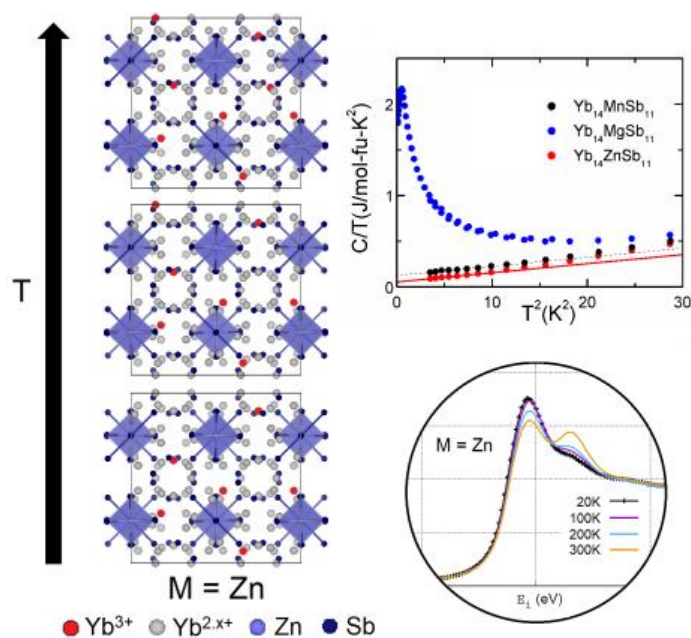 T
M = Zn
Yb³⁺ Yb²·ˣ⁺ Zn Sb
C/T(J/mol-fu-K²)
2
1
0
Yb₁₄MnSb₁₁
Yb₁₄MgSb₁₁
Yb₁₄ZnSb₁₁
0 10 20 30
T²(K²)
M = Zn
20K
100K
200K
300K
E_i (eV)